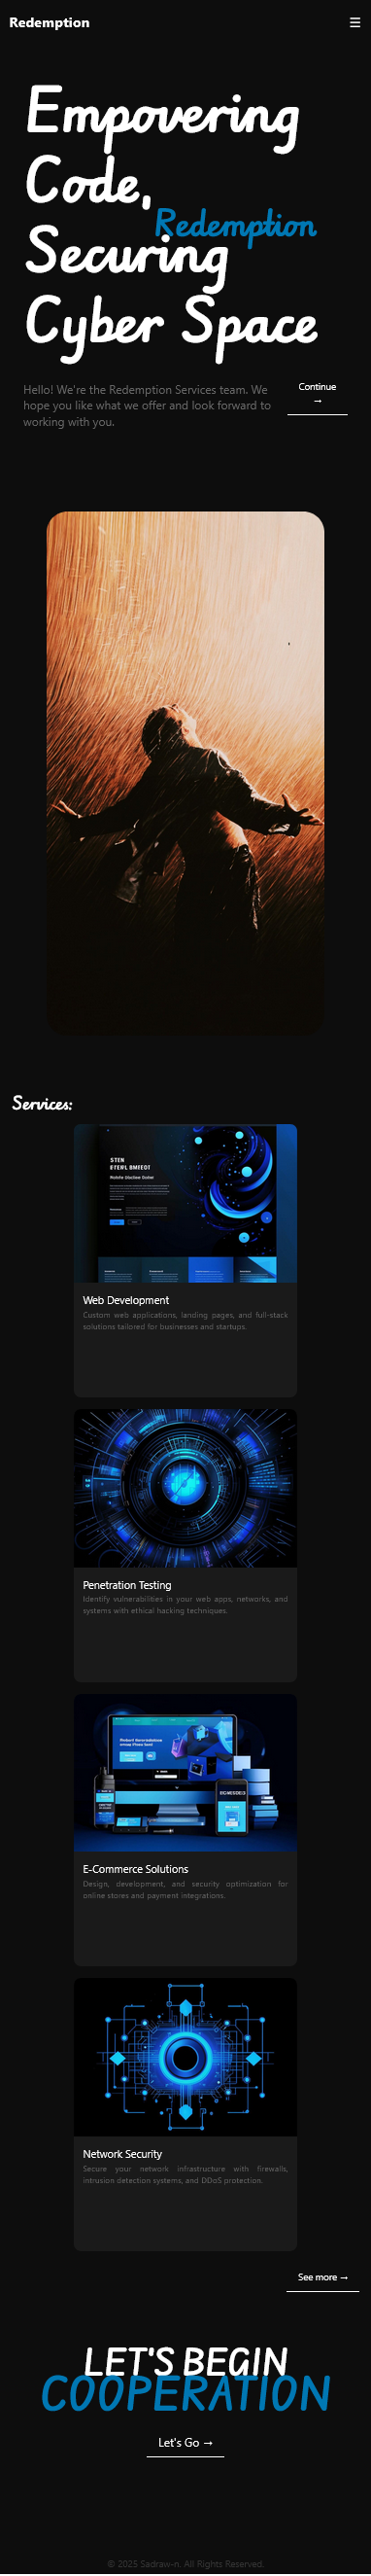 Redemption
☰
Empowering
Code,
Redemption
Securing
Cyber Space
Hello! We're the Redemption Services team. We
hope you like what we offer and look forward to
working with you.
Continue
→
Services:
Web Development
Custom web applications, landing pages, and full-stack
solutions tailored for businesses and startups.
Penetration Testing
Identify vulnerabilities in your web apps, networks, and
systems with ethical hacking techniques.
E-Commerce Solutions
Design, development, and security optimization for
online stores and payment integrations.
Network Security
Secure your network infrastructure with firewalls,
intrusion detection systems, and DDoS protection.
See more →
LET'S BEGIN
COOPERATION
Let's Go →
© 2025 Sadraw-n. All Rights Reserved.